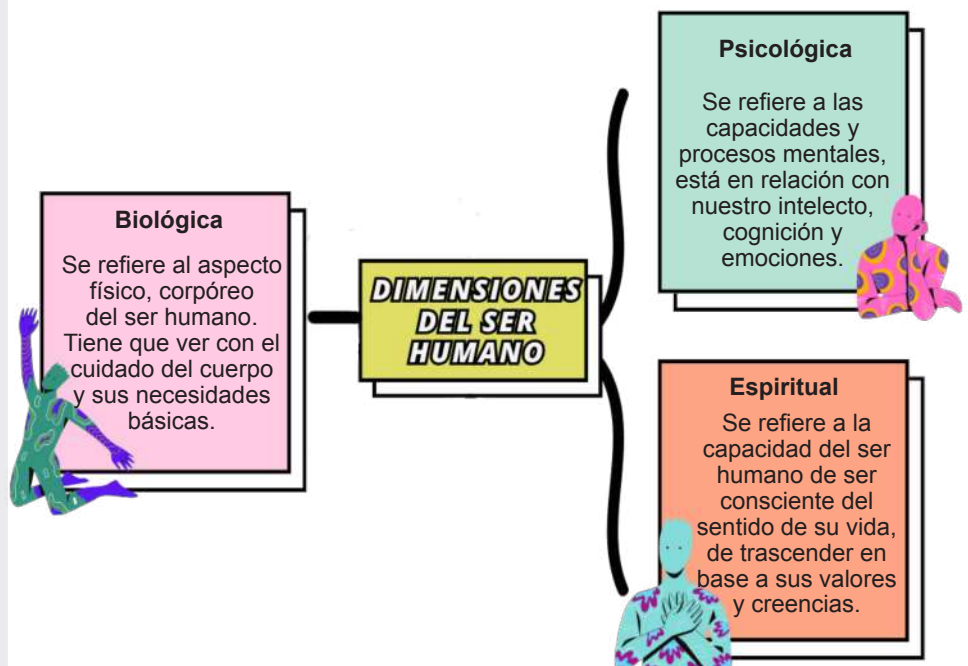 Biológica
Se refiere al aspecto
físico, corpóreo
del ser humano.
Tiene que ver con el
cuidado del cuerpo
y sus necesidades
básicas.
DIMENSIONES
DEL SER
HUMANO
Psicológica
Se refiere a las
capacidades y
procesos mentales,
está en relación con
nuestro intelecto,
cognición y
emociones.
Espiritual
Se refiere a la
capacidad del ser
humano de ser
consciente del
sentido de su vida,
de trascender en
base a sus valores
y creencias.